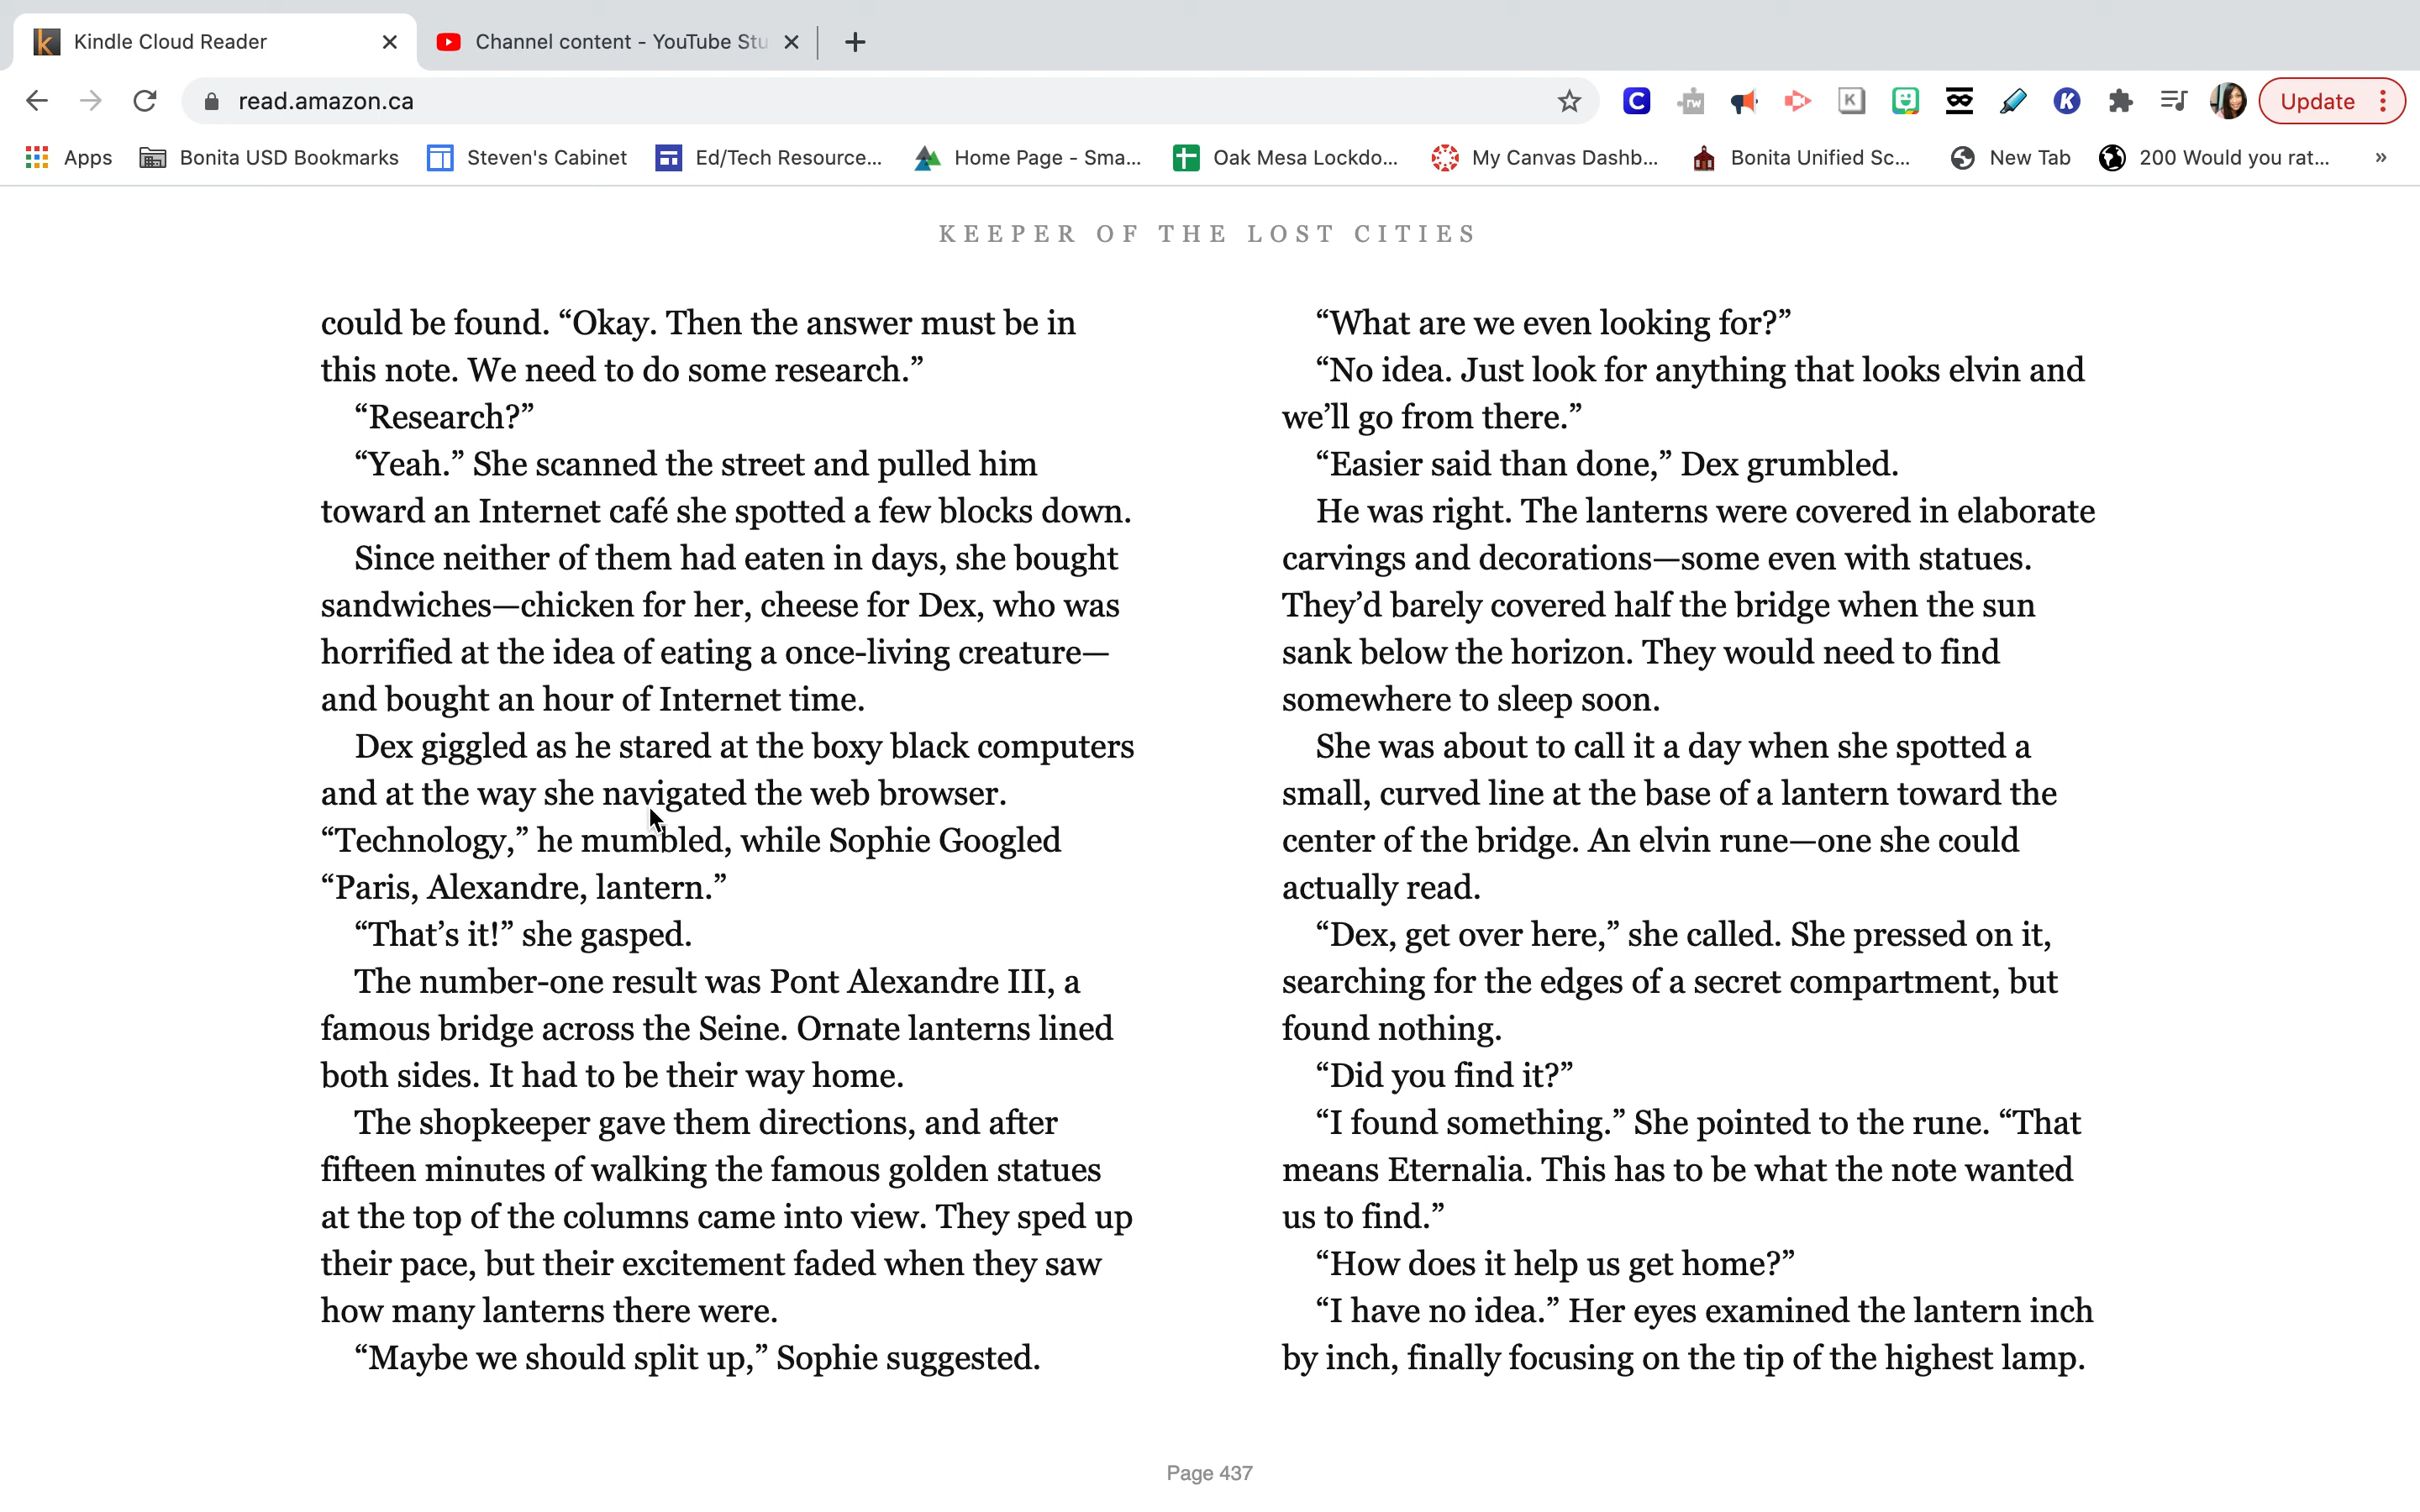 Kindle Cloud Reader
Channel content - YouTube Stu
read.amazon.ca
Update
Apps
Bonita USD Bookmarks
Steven's Cabinet
Ed/Tech Resource...
Home Page - Sma...
Oak Mesa Lockdo...
My Canvas Dashb...
Bonita Unified Sc...
New Tab
200 Would you rat...
»
KEEPER OF THE LOST CITIES
could be found. “Okay. Then the answer must be in
this note. We need to do some research.”
“Research?”
“Yeah.” She scanned the street and pulled him
toward an Internet café she spotted a few blocks down.
Since neither of them had eaten in days, she bought
sandwiches—chicken for her, cheese for Dex, who was
horrified at the idea of eating a once-living creature—
and bought an hour of Internet time.
Dex giggled as he stared at the boxy black computers
and at the way she navigated the web browser.
“Technology,” he mumbled, while Sophie Googled
“Paris, Alexandre, lantern.”
“That’s it!” she gasped.
The number-one result was Pont Alexandre III, a
famous bridge across the Seine. Ornate lanterns lined
both sides. It had to be their way home.
The shopkeeper gave them directions, and after
fifteen minutes of walking the famous golden statues
at the top of the columns came into view. They sped up
their pace, but their excitement faded when they saw
how many lanterns there were.
“Maybe we should split up,” Sophie suggested.
“What are we even looking for?”
“No idea. Just look for anything that looks elvin and
we’ll go from there.”
“Easier said than done,” Dex grumbled.
He was right. The lanterns were covered in elaborate
carvings and decorations—some even with statues.
They’d barely covered half the bridge when the sun
sank below the horizon. They would need to find
somewhere to sleep soon.
She was about to call it a day when she spotted a
small, curved line at the base of a lantern toward the
center of the bridge. An elvin rune—one she could
actually read.
“Dex, get over here,” she called. She pressed on it,
searching for the edges of a secret compartment, but
found nothing.
“Did you find it?”
“I found something.” She pointed to the rune. “That
means Eternalia. This has to be what the note wanted
us to find.”
“How does it help us get home?”
“I have no idea.” Her eyes examined the lantern inch
by inch, finally focusing on the tip of the highest lamp.
Page 437